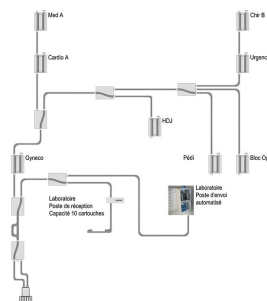 Med A
Chir B
Cardio A
Urgenc
HDJ
Gyneco
Pédi
Bloc Op
Laboratoire
Poste de réception
Capacité 10 cartouches
Laboratoire
Poste d'envoi
automatisé